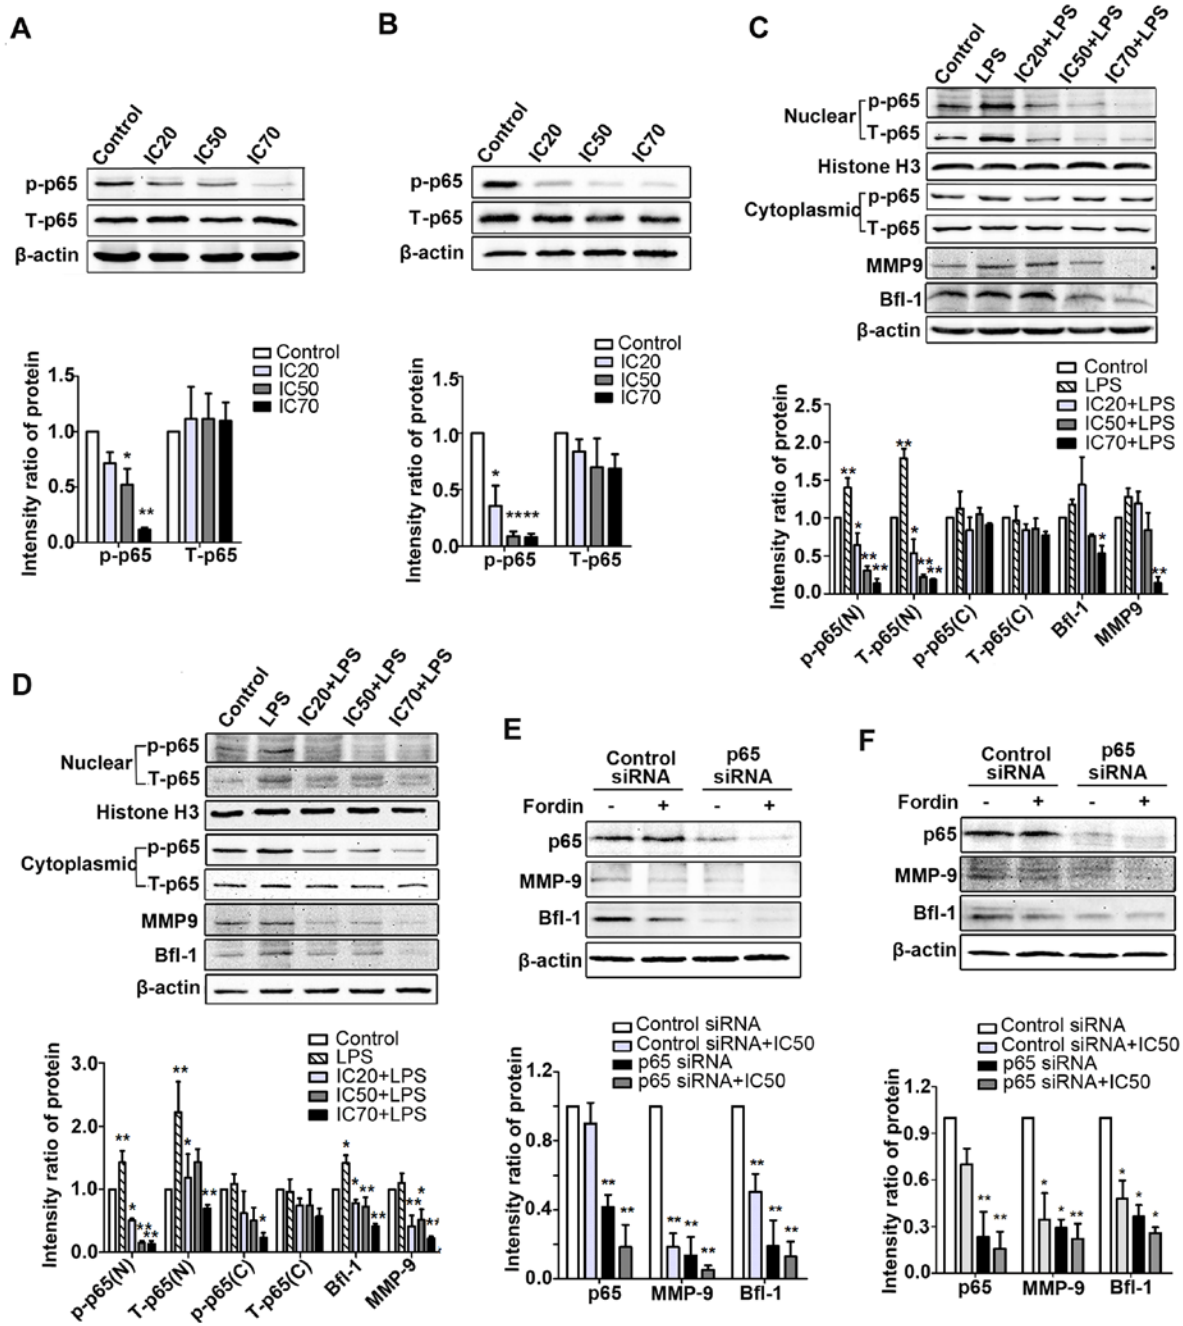 A
Control
IC20
IC50
IC70
p-p65
T-p65
β-actin
Intensity ratio of protein
1.5
1.0
0.5
0.0
Control
IC20
IC50
IC70
*
**
p-p65
T-p65
B
Control
IC20
IC50
IC70
p-p65
T-p65
β-actin
Intensity ratio of protein
1.5
1.0
0.5
0.0
Control
IC20
IC50
IC70
*
****
p-p65
T-p65
C
Control
LPS
IC20+LPS
IC50+LPS
IC70+LPS
Nuclear
p-p65
T-p65
Histone H3
Cytoplasmic
p-p65
T-p65
MMP9
Bfl-1
β-actin
Intensity ratio of protein
2.5
2.0
1.5
1.0
0.5
0.0
Control
LPS
IC20+LPS
IC50+LPS
IC70+LPS
**
*
**
**
**
*
**
**
*
**
p-p65(N)
T-p65(N)
p-p65(C)
T-p65(C)
Bfl-1
MMP9
D
Control
LPS
IC20+LPS
IC50+LPS
IC70+LPS
Nuclear
p-p65
T-p65
Histone H3
Cytoplasmic
p-p65
T-p65
MMP9
Bfl-1
β-actin
Intensity ratio of protein
3.0
2.0
1.0
0.0
Control
LPS
IC20+LPS
IC50+LPS
IC70+LPS
**
*
**
**
**
*
**
*
*
*
**
**
**
*
**
p-p65(N)
T-p65(N)
p-p65(C)
T-p65(C)
Bfl-1
MMP-9
E
Control siRNA
p65 siRNA
Fordin - + - +
p65
MMP-9
Bfl-1
β-actin
Intensity ratio of protein
1.2
0.8
0.4
0.0
Control siRNA
Control siRNA+IC50
p65 siRNA
p65 siRNA+IC50
**
**
**
**
**
**
**
**
p65
MMP-9
Bfl-1
F
Control siRNA
p65 siRNA
Fordin - + - +
p65
MMP-9
Bfl-1
β-actin
Intensity ratio of protein
1.2
0.9
0.6
0.3
0.0
Control siRNA
Control siRNA+IC50
p65 siRNA
p65 siRNA+IC50
**
**
*
*
**
*
*
*
p65
MMP-9
Bfl-1